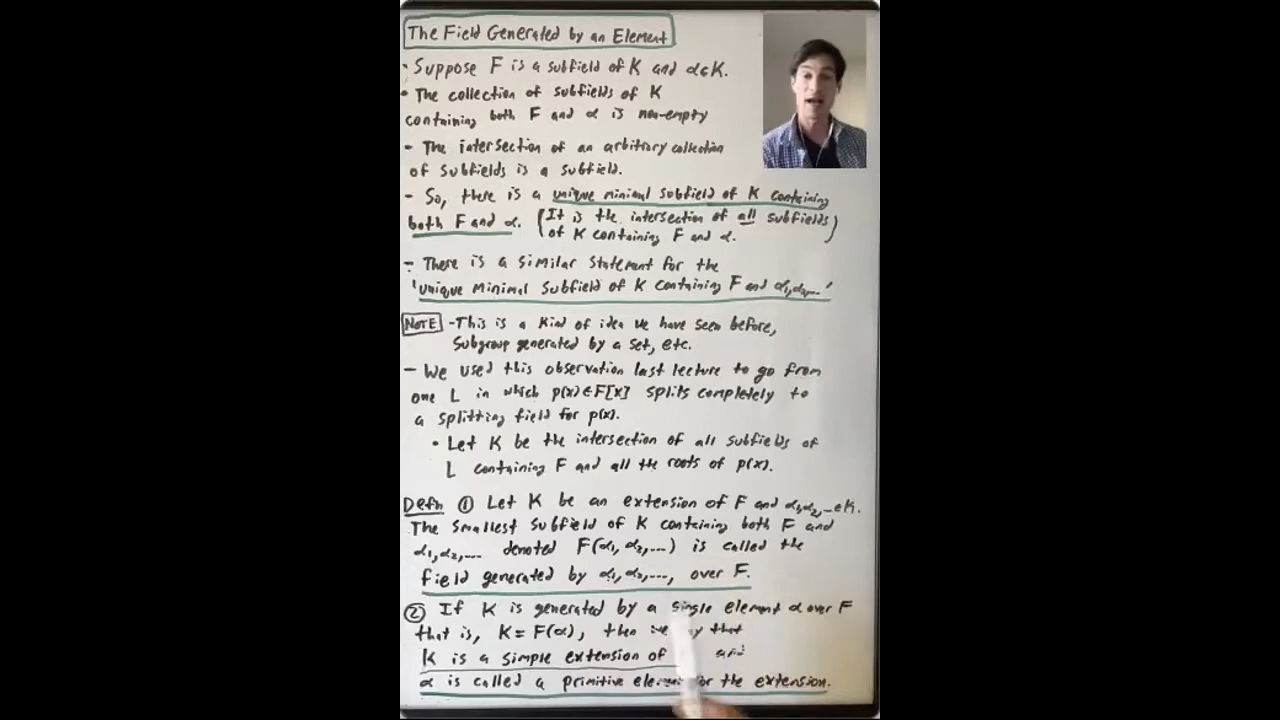 The Field Generated by an Element
- Suppose F is a subfield of K and α∈K.
• The collection of subfields of K
containing both F and α is non-empty
- The intersection of an arbitrary collection
of subfields is a subfield.
- So, there is a unique minimal subfield of K containing
both F and α. (It is the intersection of all subfields
of K containing F and α.)
- There is a similar statement for the
'unique minimal subfield of K containing F and α1,α2,...'
NOTE - This is a kind of idea we have seen before,
subgroup generated by a set, etc.
- We used this observation last lecture to go from
one L in which p(x)∈F[x] splits completely to
a splitting field for p(x).
• Let K be the intersection of all subfields of
L containing F and all the roots of p(x).
Defn ① Let K be an extension of F and α1,α2,...∈K.
The smallest subfield of K containing both F and
α1,α2,... denoted F(α1,α2,...) is called the
field generated by α1,α2,..., over F.
② If K is generated by a single element α over F
that is, K = F(α), then that
K is a simple extension of and
α is called a primitive for the extension.